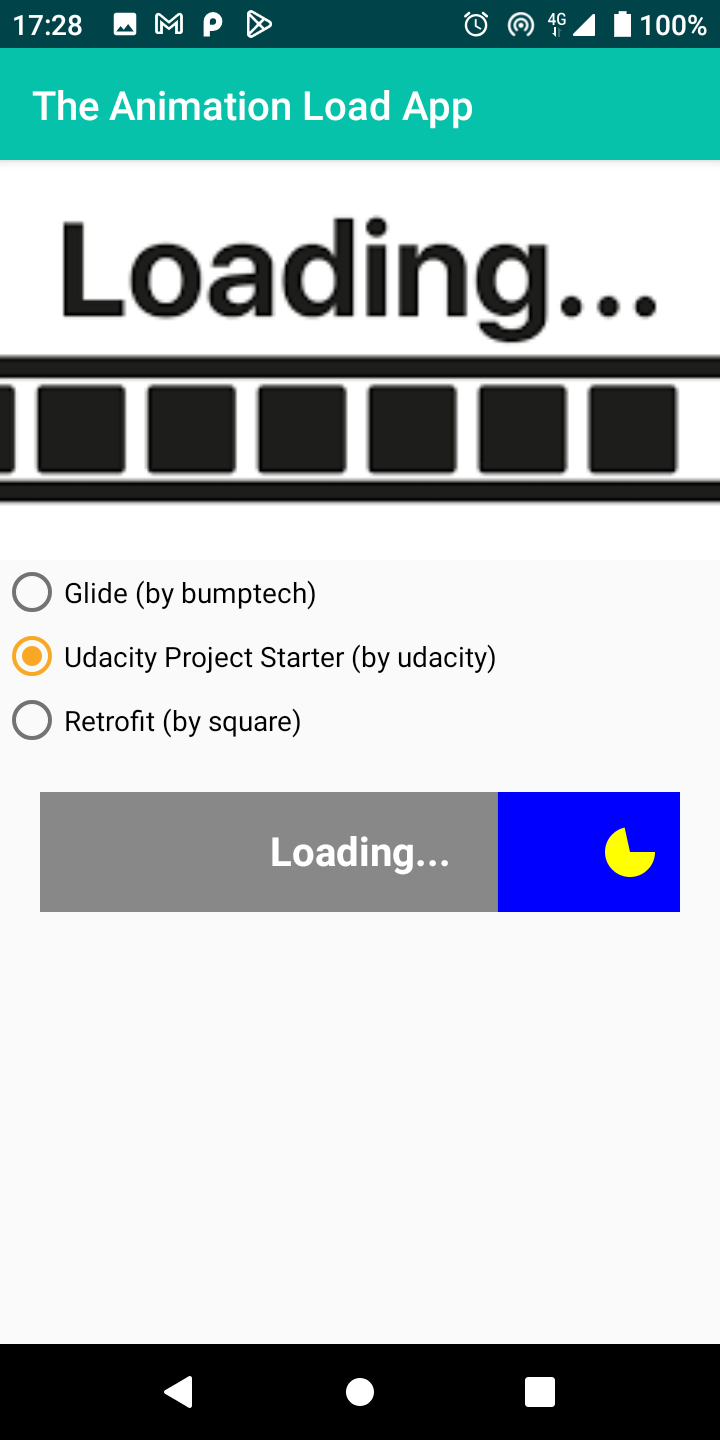 17:28 4G 100%
The Animation Load App
Loading...
Glide (by bumptech)
Udacity Project Starter (by udacity)
Retrofit (by square)
Loading...